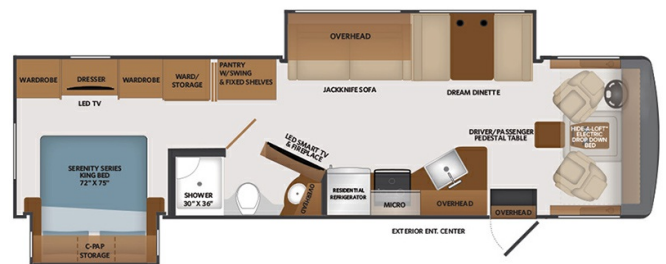 WARDROBE
DRESSER
WARDROBE
WARD/
STORAGE
PANTRY
W/SWING
& FIXED SHELVES
LED TV
OVERHEAD
JACKKNIFE SOFA
DREAM DINETTE
DRIVER/PASSENGER
PEDESTAL TABLE
HIDE-A-LOFT™
ELECTRIC
DROP DOWN
BED
LED SMART TV
& FIREPLACE
SERENITY SERIES
KING BED
72" X 75"
SHOWER
30" X 36"
OVERHEAD
RESIDENTIAL
REFRIGERATOR
MICRO
OVERHEAD
OVERHEAD
C-PAP
STORAGE
EXTERIOR ENT. CENTER